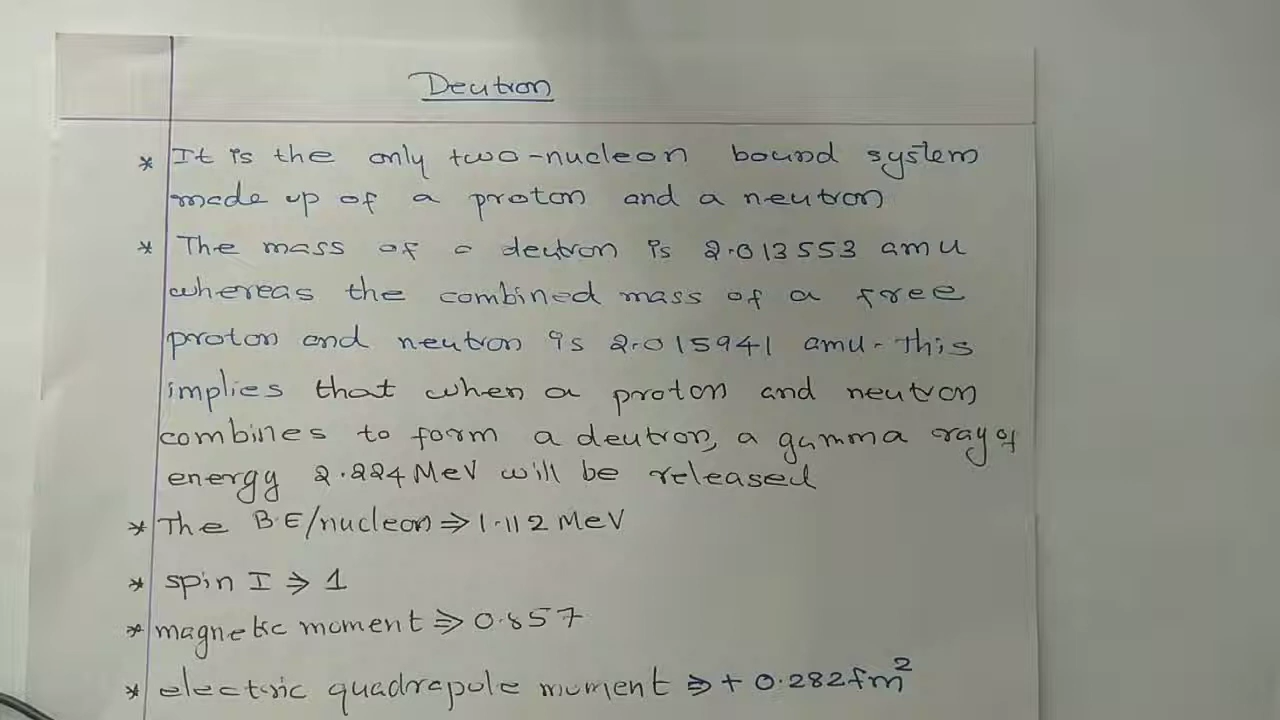 Deutron
* It is the only two-nucleon bound system
made up of a proton and a neutron
* The mass of a deutron is 2.013553 amu
whereas the combined mass of a free
proton and neutron is 2.015941 amu. This
implies that when a proton and neutron
combines to form a deutron, a gamma ray of
energy 2.224 MeV will be released
* The B.E/nucleon ⇒ 1.112 MeV
* spin I ⇒ 1
* magnetic moment ⇒ 0.857
* electric quadrapole moment ⇒ + 0.282 fm²